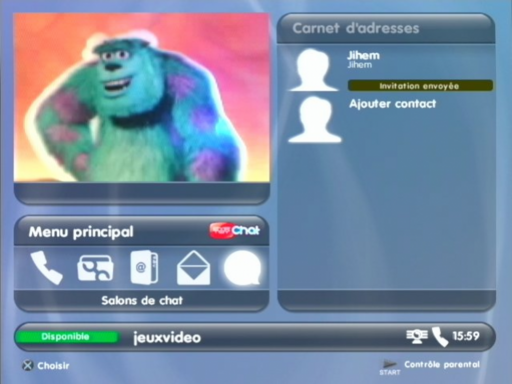 Carnet d'adresses
Jihem
Jihem
Invitation envoyée
Ajouter contact
Menu principal
Chat
@
Salons de chat
Disponible
jeuxvideo
15:59
Choisir
START
Contrôle parental